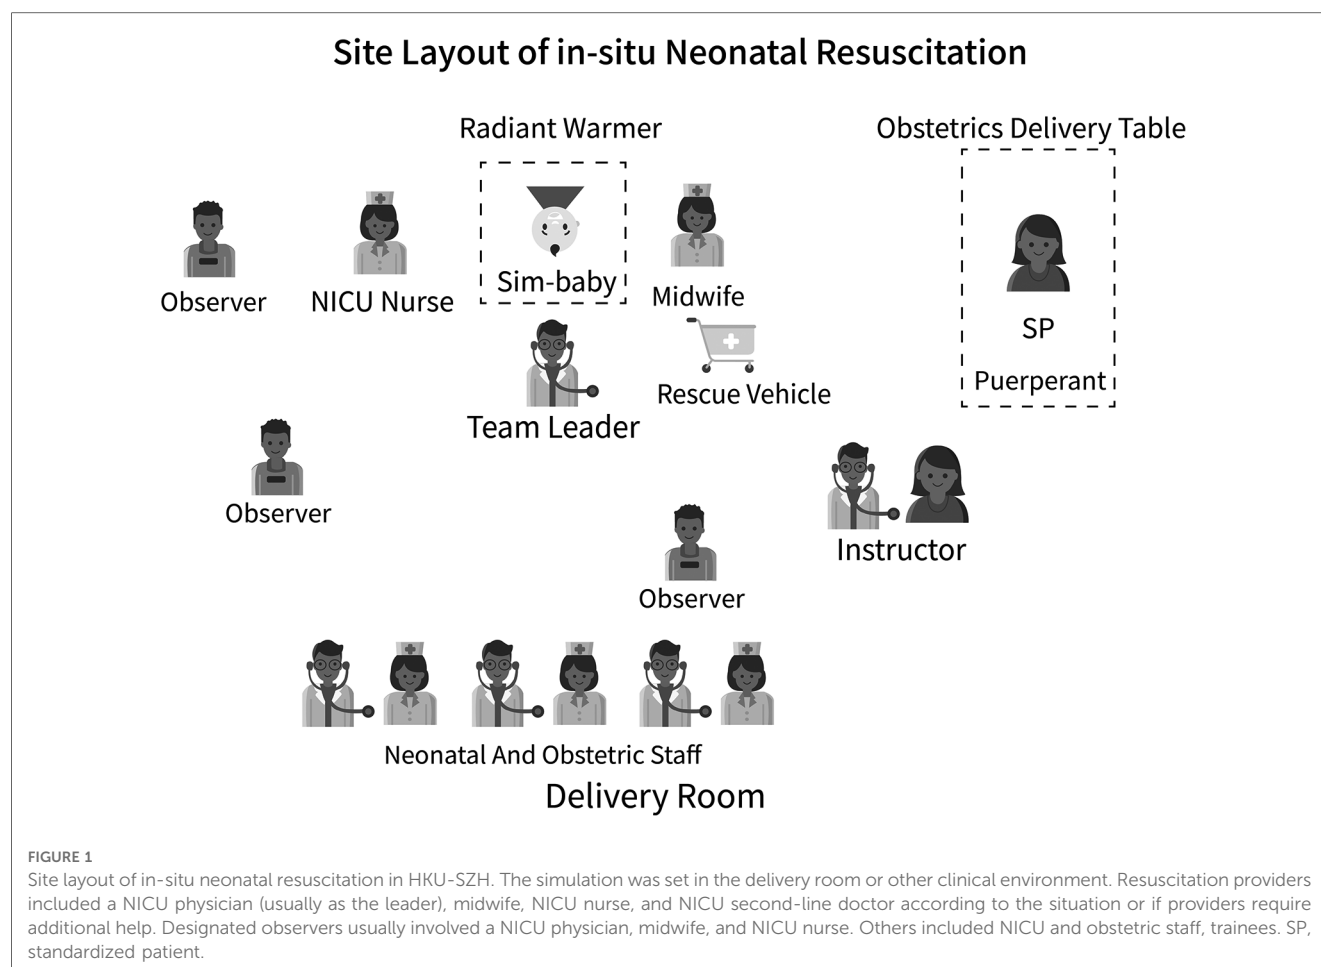 Site Layout of in-situ Neonatal Resuscitation
Radiant Warmer
Obstetrics Delivery Table
Sim-baby
Observer
NICU Nurse
Midwife
SP
Puerperant
Rescue Vehicle
Team Leader
Observer
Instructor
Observer
Neonatal And Obstetric Staff
Delivery Room
FIGURE 1
Site layout of in-situ neonatal resuscitation in HKU-SZH. The simulation was set in the delivery room or other clinical environment. Resuscitation providers
included a NICU physician (usually as the leader), midwife, NICU nurse, and NICU second-line doctor according to the situation or if providers require
additional help. Designated observers usually involved a NICU physician, midwife, and NICU nurse. Others included NICU and obstetric staff, trainees. SP,
standardized patient.